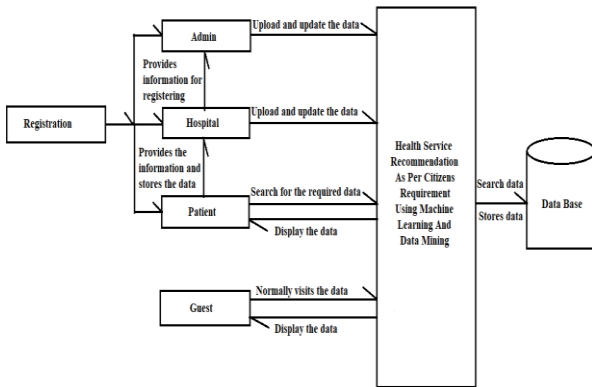 Upload and update the data
Admin
Provides
information for
registering
Registration
Upload and update the data
Hospital
Provides the
information and
stores the data
Search for the required data
Patient
Display the data
Normally visits the data
Guest
Display the data
Health Service
Recommendation
As Per Citizens
Requirement
Using Machine
Learning And
Data Mining
Search data
Stores data
Data Base